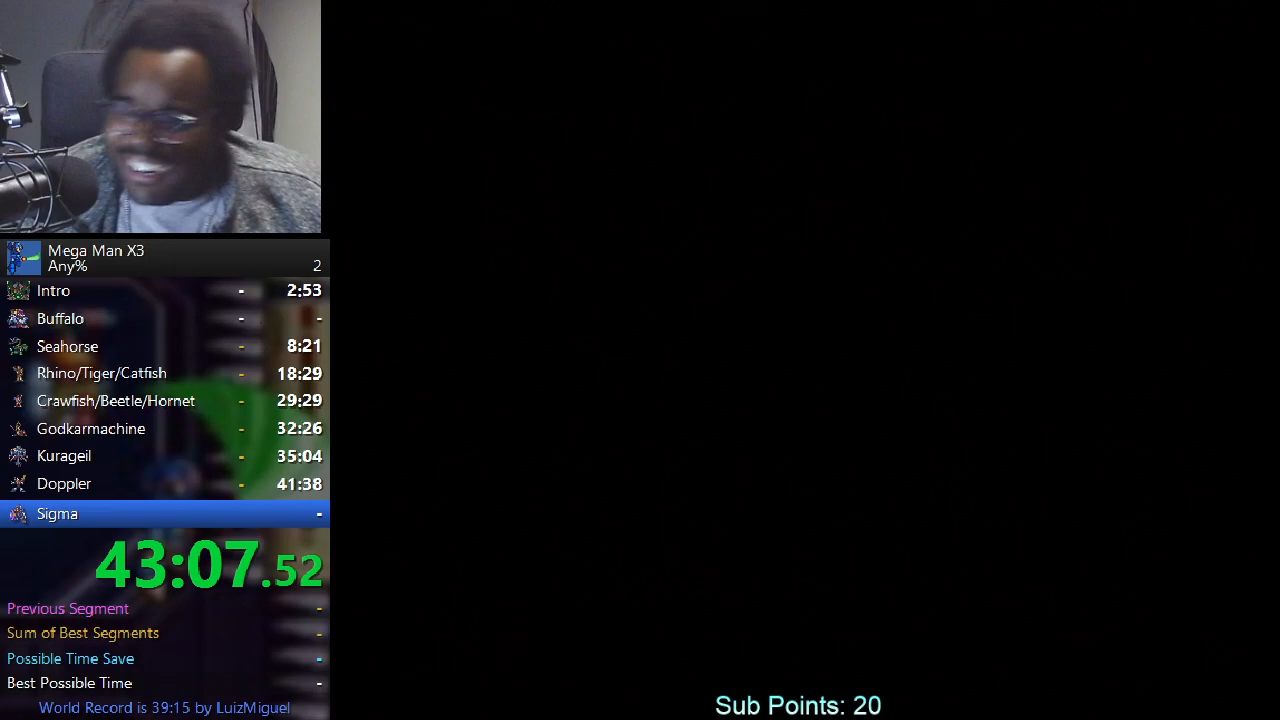 Mega Man X3
Any% 2
Intro - 2:53
Buffalo - -
Seahorse - 8:21
Rhino/Tiger/Catfish - 18:29
Crawfish/Beetle/Hornet - 29:29
Godkarmachine - 32:26
Kurageil - 35:04
Doppler - 41:38
Sigma -
43:07.52
Previous Segment -
Sum of Best Segments -
Possible Time Save -
Best Possible Time -
World Record is 39:15 by LuizMiguel
Sub Points: 20